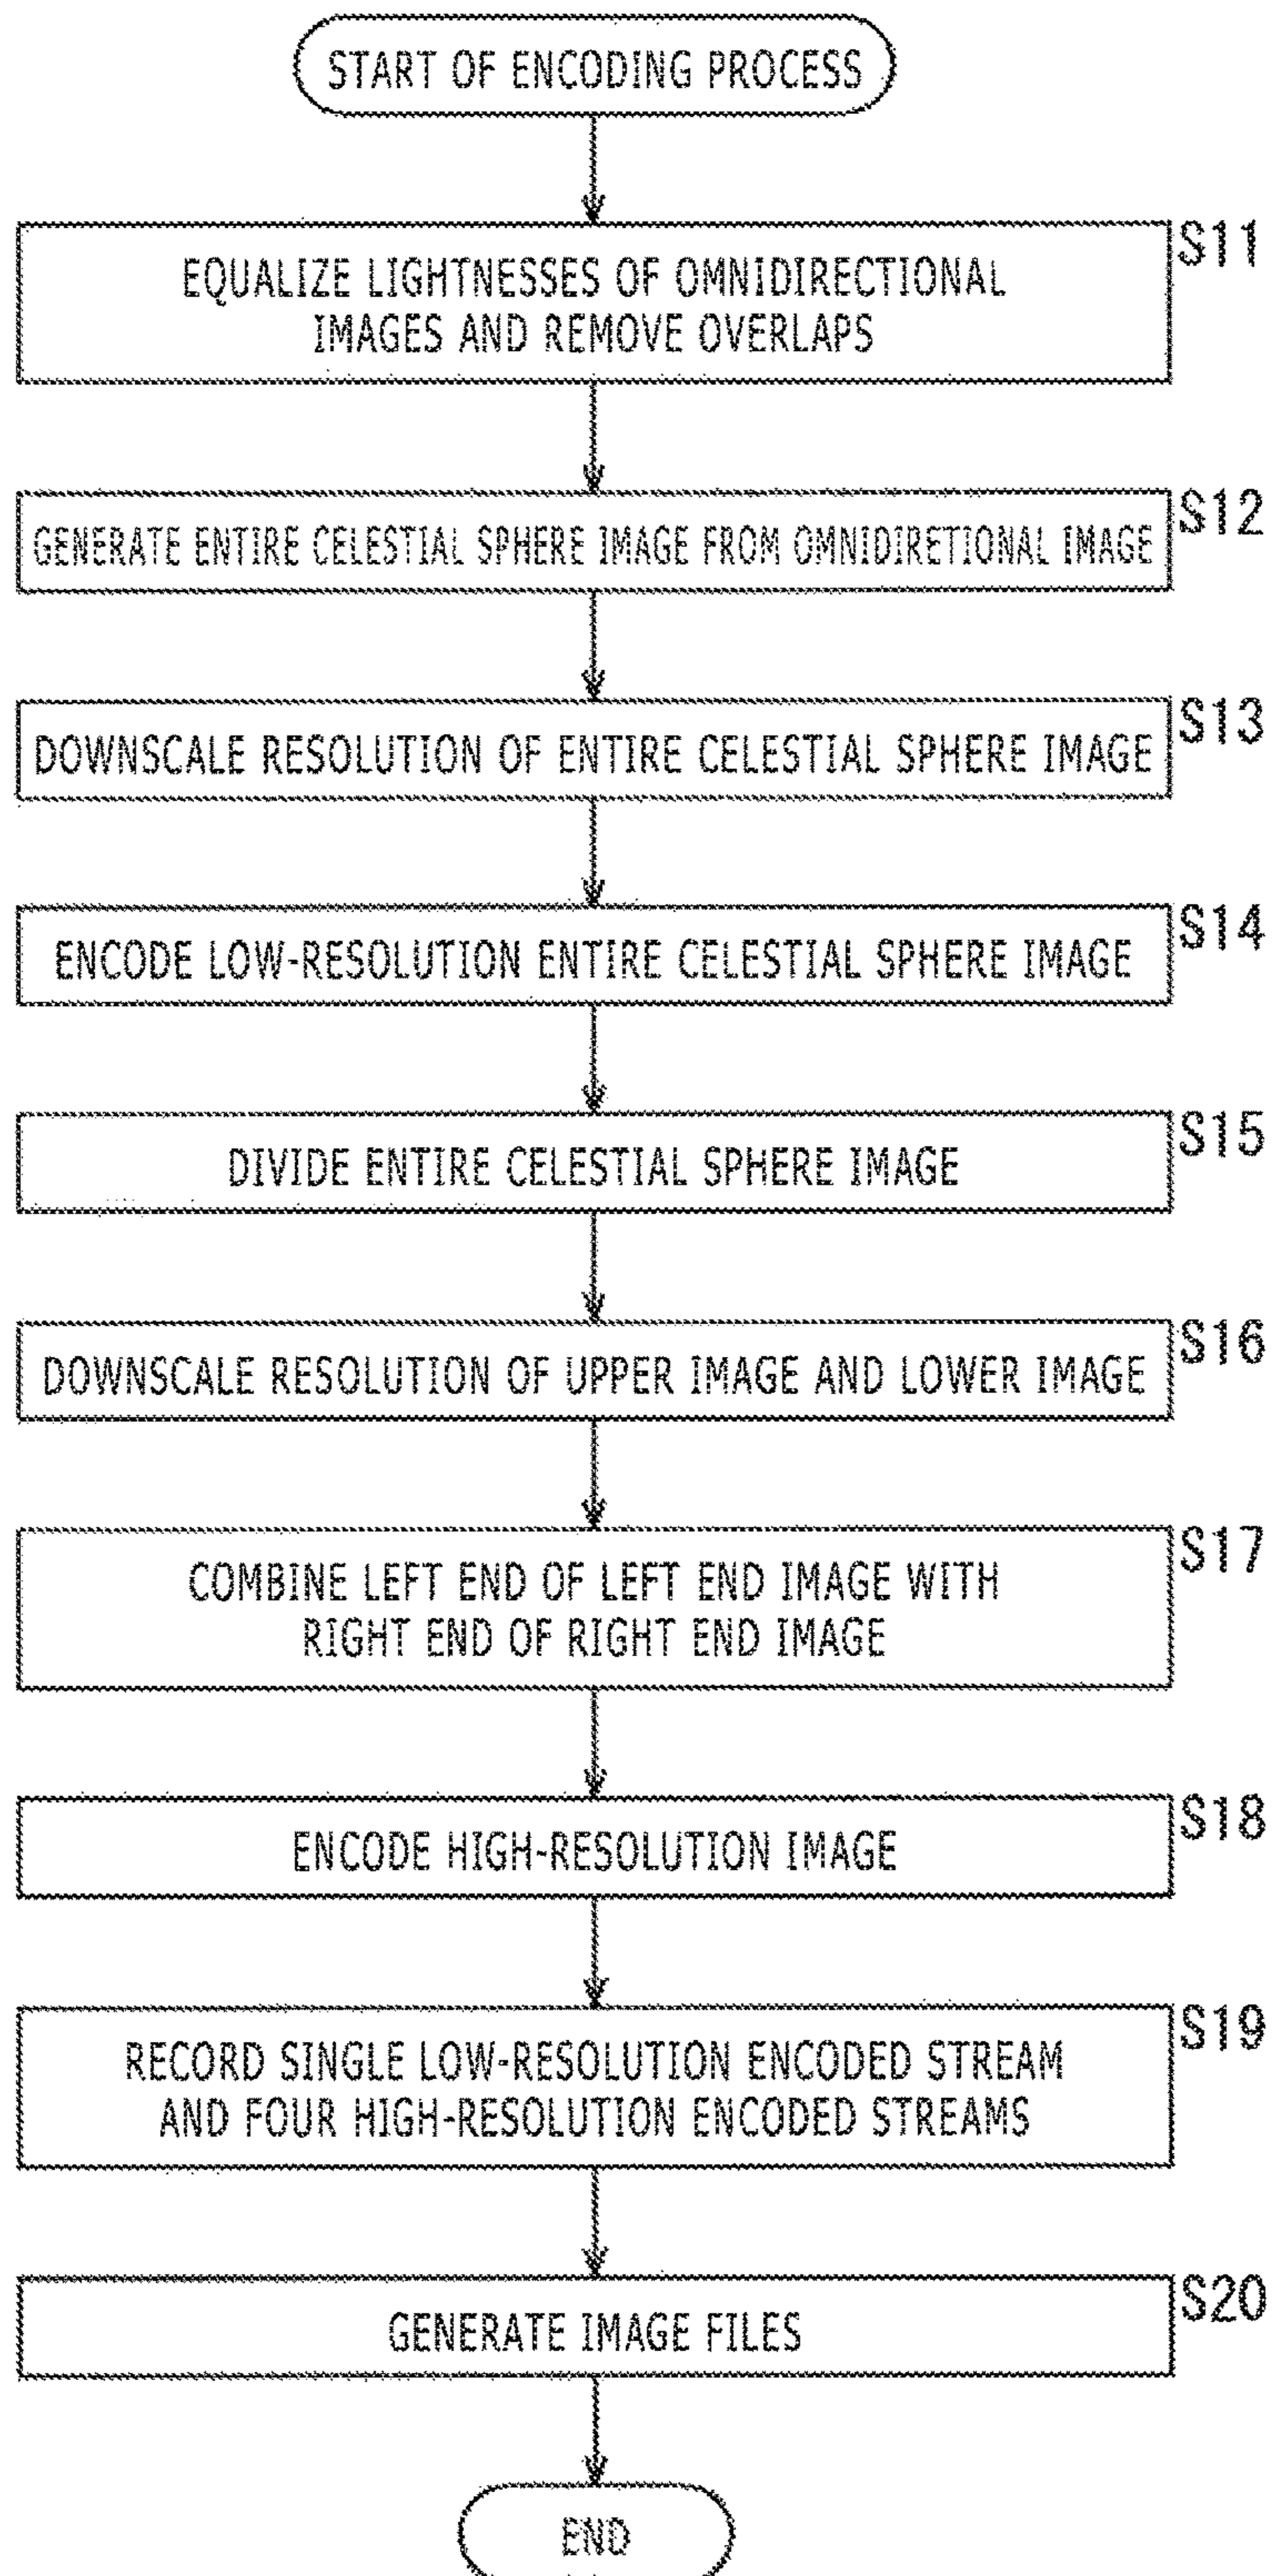 START OF ENCODING PROCESS
S11
EQUALIZE LIGHTNESSES OF OMNIDIRECTIONAL
IMAGES AND REMOVE OVERLAPS
S12
GENERATE ENTIRE CELESTIAL SPHERE IMAGE FROM OMNIDIRETIONAL IMAGE
S13
DOWNSCALE RESOLUTION OF ENTIRE CELESTIAL SPHERE IMAGE
S14
ENCODE LOW-RESOLUTION ENTIRE CELESTIAL SPHERE IMAGE
S15
DIVIDE ENTIRE CELESTIAL SPHERE IMAGE
S16
DOWNSCALE RESOLUTION OF UPPER IMAGE AND LOWER IMAGE
S17
COMBINE LEFT END OF LEFT END IMAGE WITH
RIGHT END OF RIGHT END IMAGE
S18
ENCODE HIGH-RESOLUTION IMAGE
S19
RECORD SINGLE LOW-RESOLUTION ENCODED STREAM
AND FOUR HIGH-RESOLUTION ENCODED STREAMS
S20
GENERATE IMAGE FILES
END